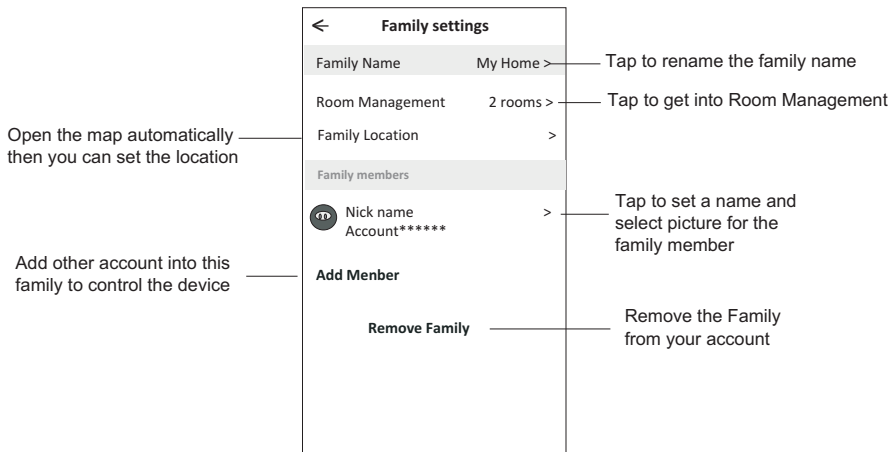 ← Family settings
Family Name My Home >
Tap to rename the family name
Room Management 2 rooms >
Tap to get into Room Management
Open the map automatically
then you can set the location
Family Location >
Family members
Nick name >
Account******
Tap to set a name and
select picture for the
family member
Add other account into this
family to control the device
Add Menber
Remove Family
Remove the Family
from your account